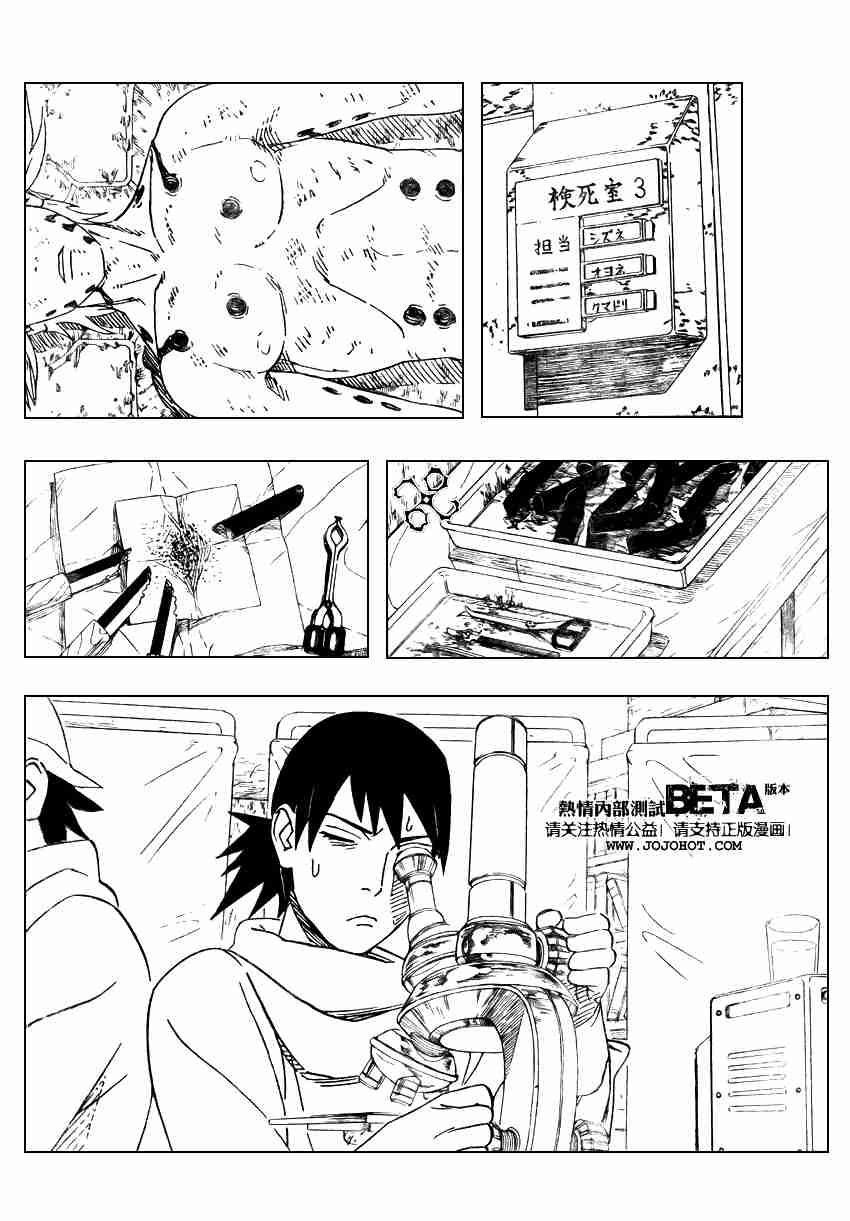 検死室3
担当
シズネ
オヨネ
クマドリ
熱情内部測試BETA版本
请关注热情公益| 请支持正版漫画|
WWW.JOJOHOT.COM